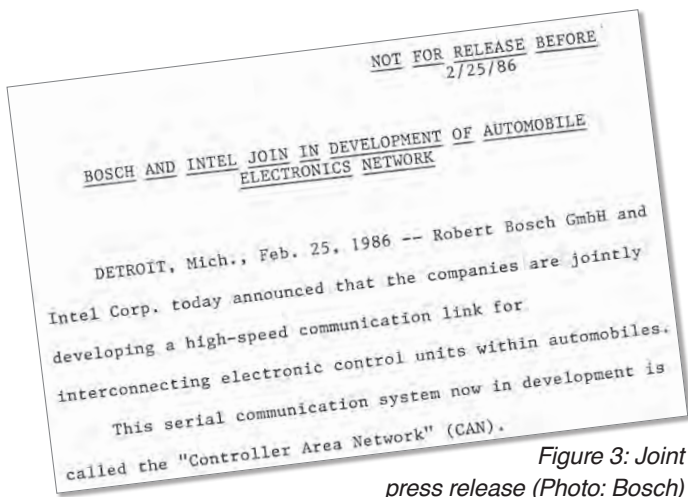 NOT FOR RELEASE BEFORE
2/25/86
BOSCH AND INTEL JOIN IN DEVELOPMENT OF AUTOMOBILE
ELECTRONICS NETWORK
DETROIT, Mich., Feb. 25, 1986 -- Robert Bosch GmbH and
Intel Corp. today announced that the companies are jointly
developing a high-speed communication link for
interconnecting electronic control units within automobiles.
This serial communication system now in development is
called the "Controller Area Network" (CAN).
Figure 3: Joint
press release (Photo: Bosch)